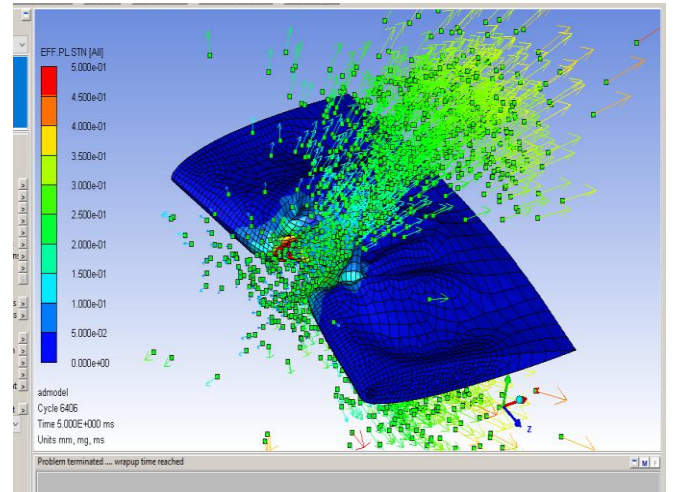 EFF.PL.STN [All]
5.000e-01
4.500e-01
4.000e-01
3.500e-01
3.000e-01
2.500e-01
2.000e-01
1.500e-01
1.000e-01
5.000e-02
0.000e+00
admodel
Cycle 6406
Time 5.000E+000 ms
Units mm, mg, ms
z
Problem terminated .... wrapup time reached
M